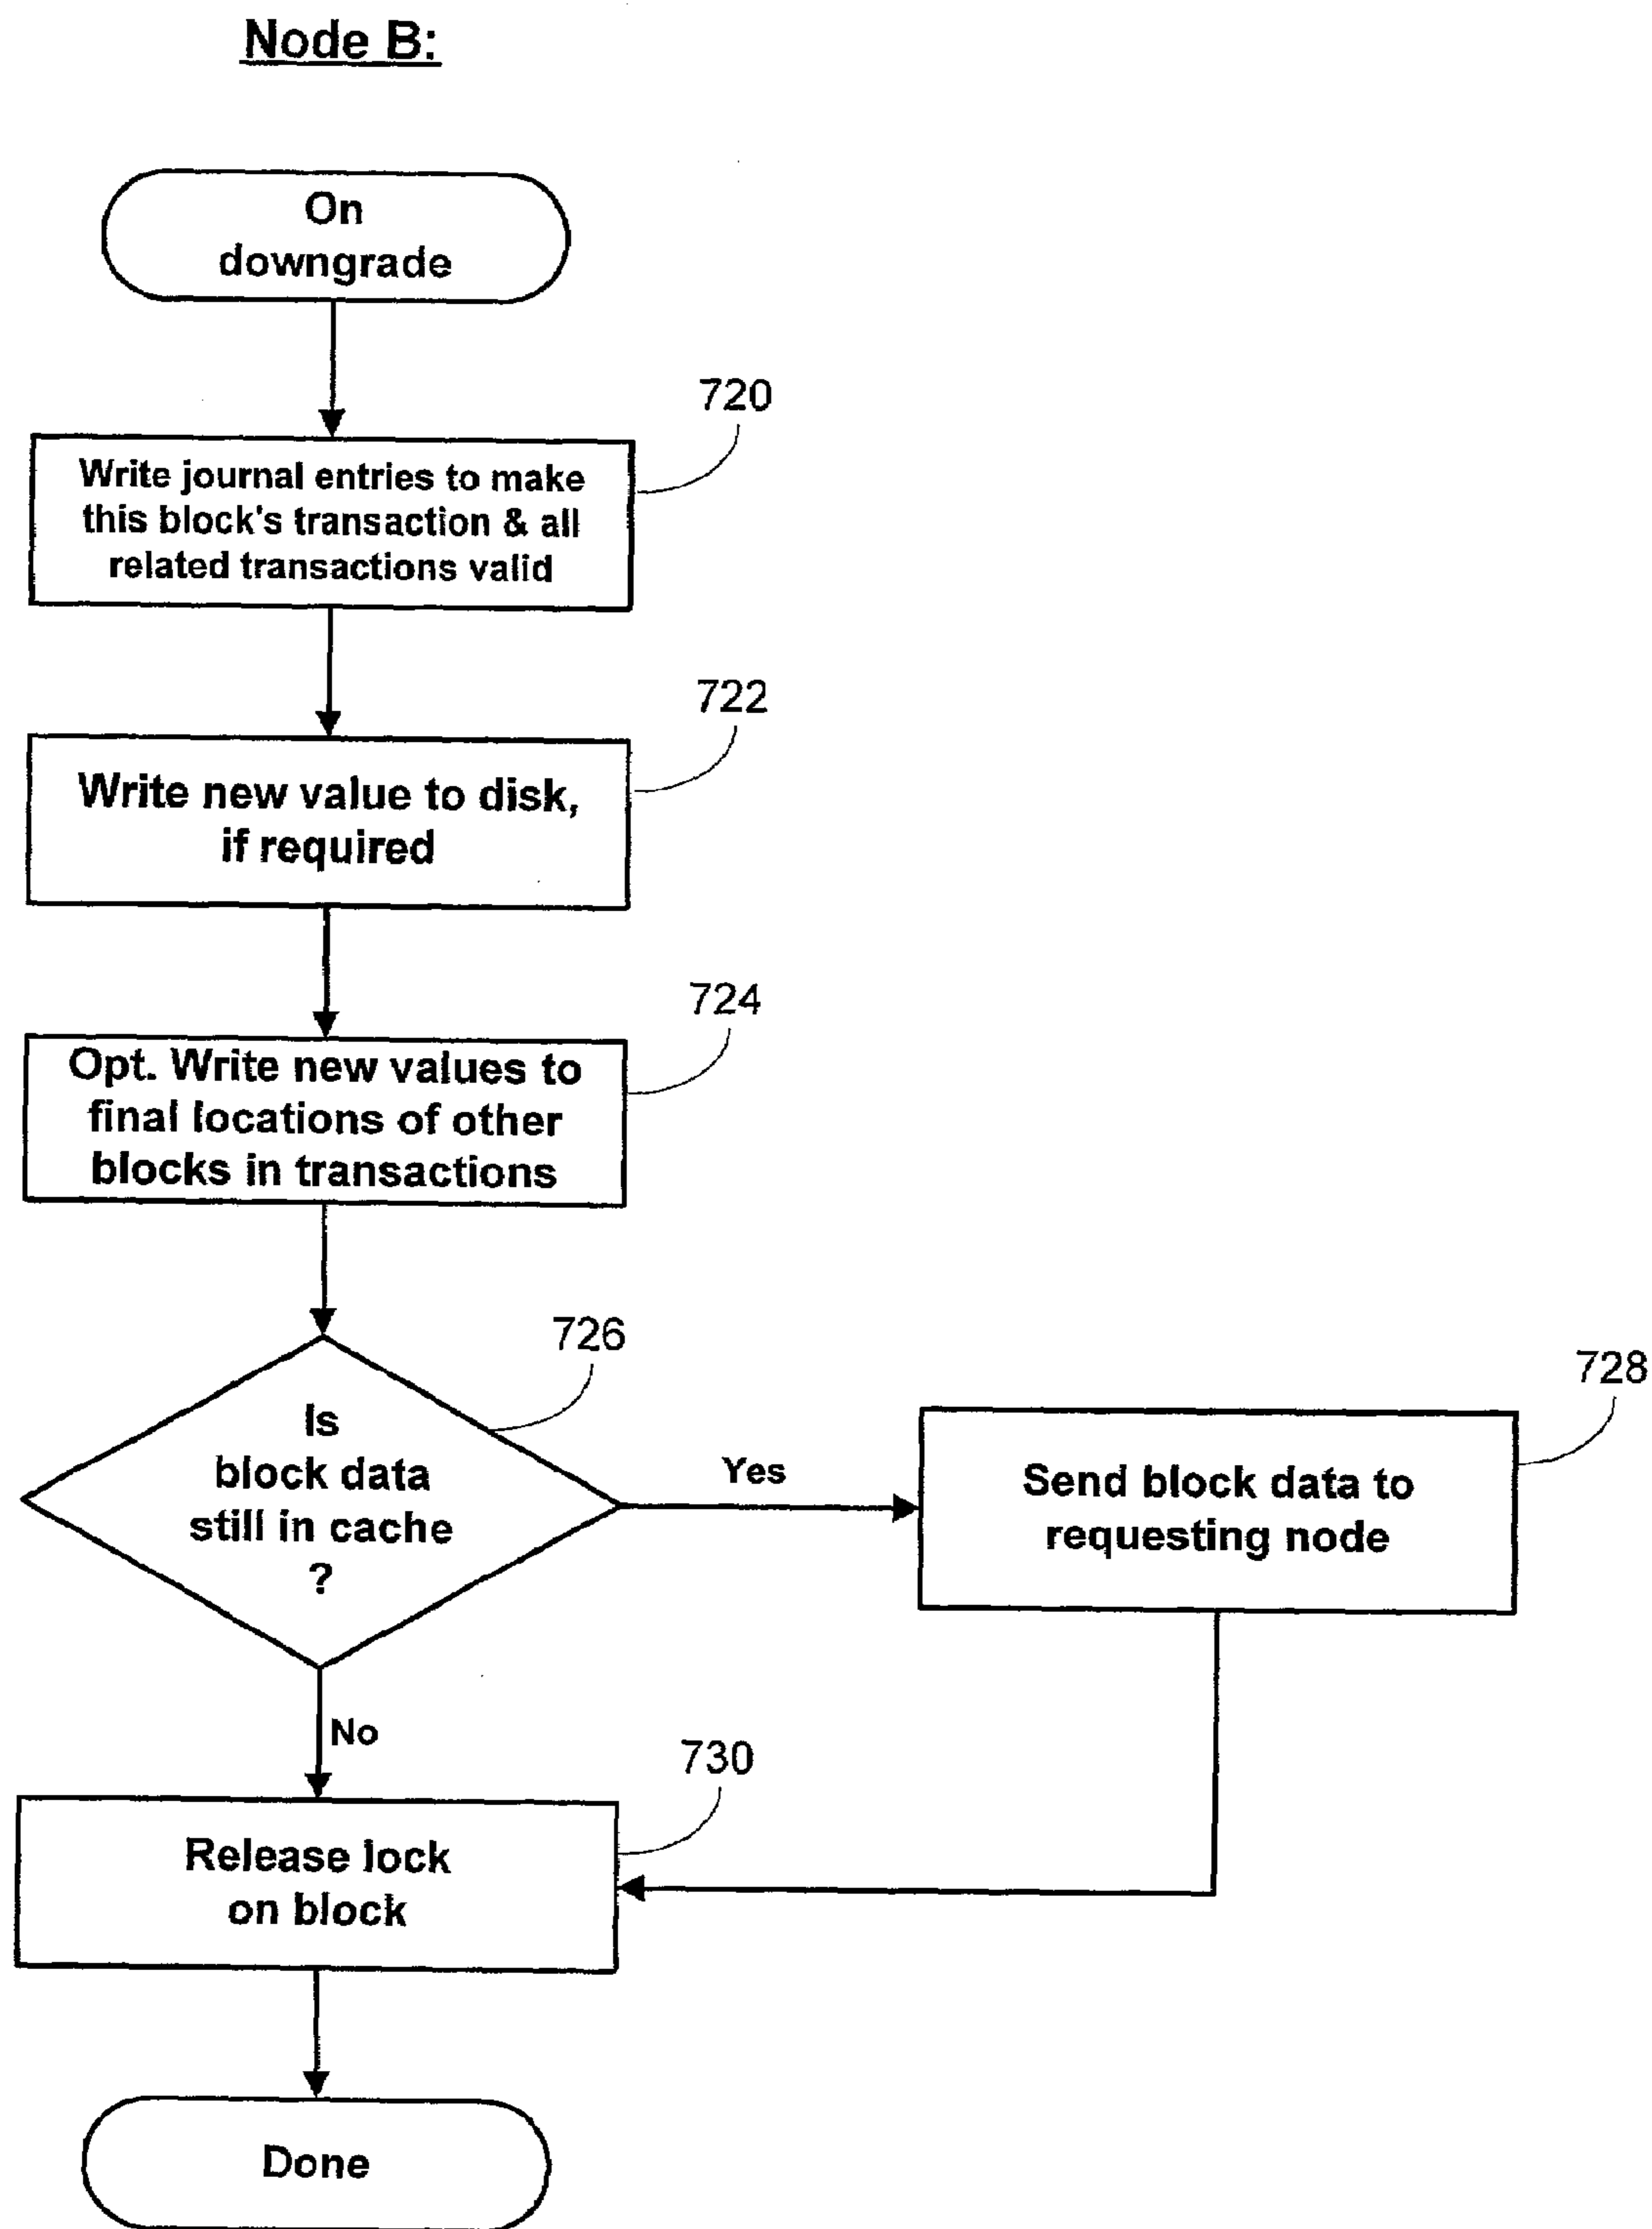 Node B:
On
downgrade
720
Write journal entries to make
this block's transaction & all
related transactions valid
722
Write new value to disk,
if required
724
Opt. Write new values to
final locations of other
blocks in transactions
726
Is
block data
still in cache
?
Yes
728
Send block data to
requesting node
No
730
Release lock
on block
Done